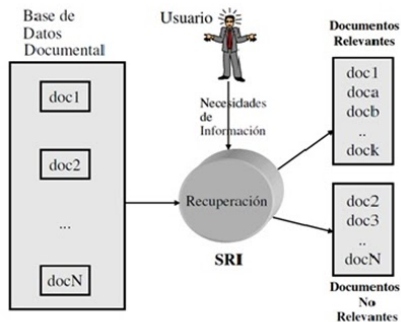 Base de
Datos
Documental
doc1
doc2
...
docN
Usuario
Necesidades
de
Información
Recuperación
SRI
Documentos
Relevantes
doc1
doca
docb
..
dock
doc2
doc3
..
docN
Documentos
No
Relevantes